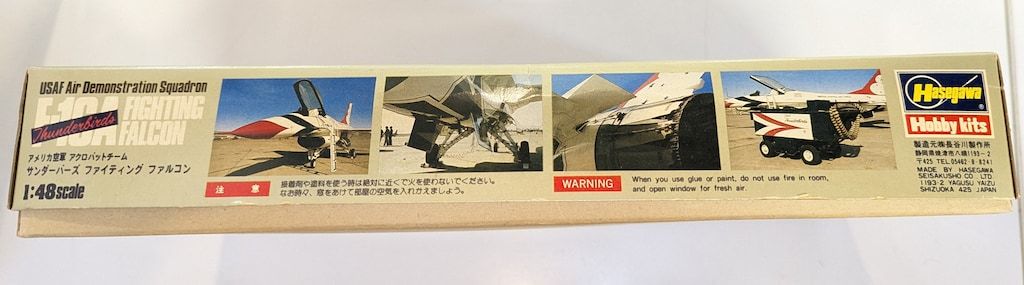 USAF Air Demonstration Squadron
F-16A FIGHTING
FALCON
Thunderbirds
アメリカ空軍 アクロバットチーム
サンダーバーズ ファイティング ファルコン
1:48scale
注 意
接着剤や塗料を使う時は絶対に近くで火を使わないでください。
なお時々、窓をあけて部屋の空気を入れかえましょう。
WARNING
When you use glue or paint, do not use fire in room,
and open window for fresh air.
Hasegawa
Hobby kits
製造元㈱長谷川製作所
静岡県焼津市八楠1193-2
〒425 TEL.05462-8-8241
MADE BY HASEGAWA
SEISAKUSHO CO. LTD.
1193-2 YAGUSU YAIZU
SHIZUOKA 425 JAPAN